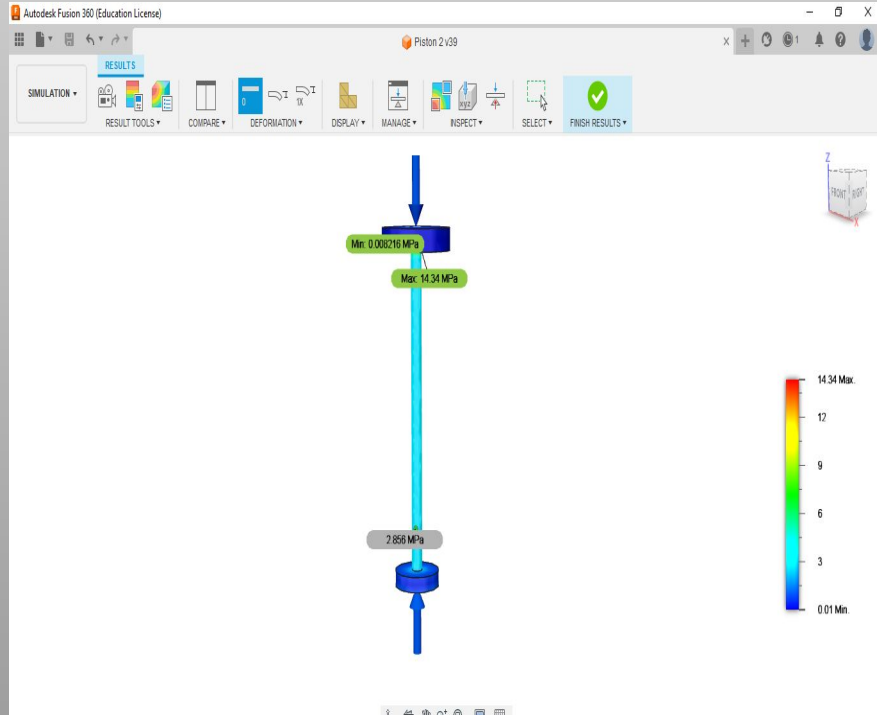 Autodesk Fusion 360 (Education License)
Piston 2 v39
1
RESULTS
SIMULATION
0
1X
xyz
RESULT TOOLS
COMPARE
DEFORMATION
DISPLAY
MANAGE
INSPECT
SELECT
FINISH RESULTS
Z
FRONT
RIGHT
X
Min: 0.008216 MPa
Max: 14.34 MPa
14.34 Max.
12
9
6
2.856 MPa
3
0.01 Min.